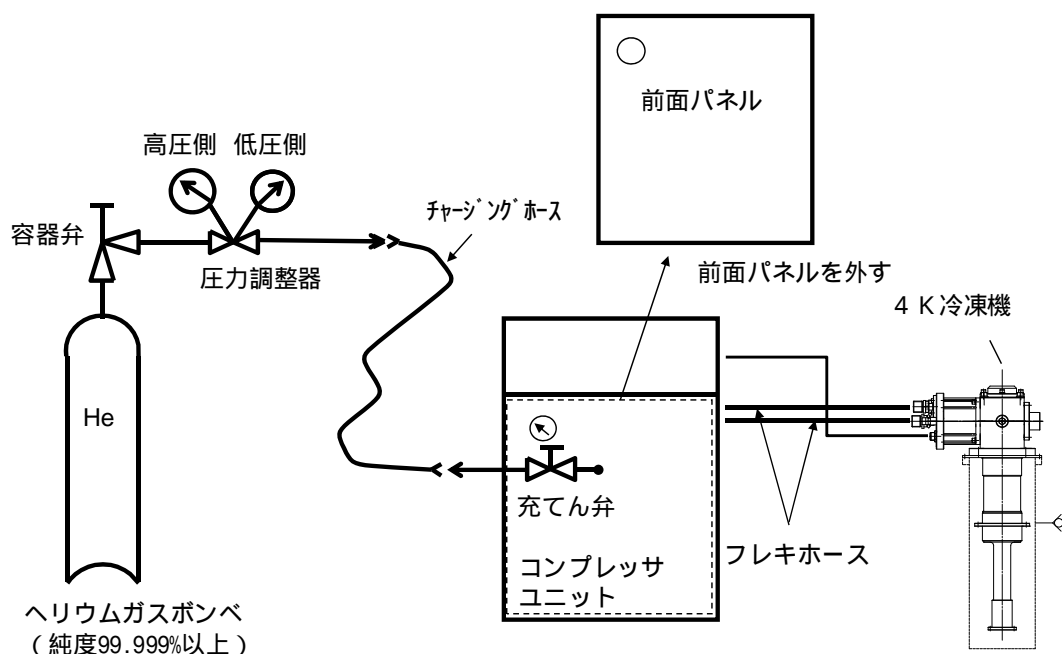 前面パネル
高圧側 低圧側
ﾁｬｰｼﾞﾝｸﾞﾎｰｽ
容器弁
圧力調整器
前面パネルを外す
４Ｋ冷凍機
He
充てん弁
フレキホース
コンプレッサ
ユニット
ヘリウムガスボンベ
（純度99.999%以上）